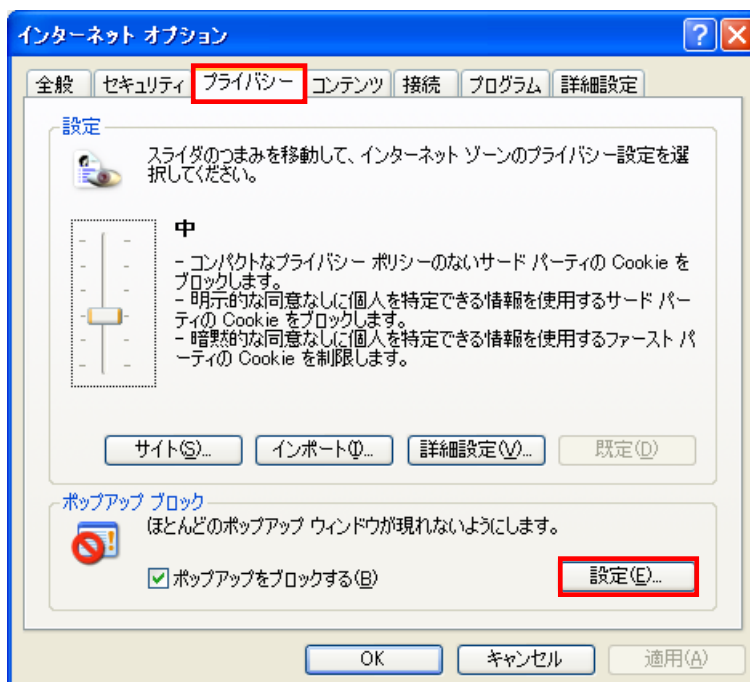 インターネット オプション
全般 セキュリティ プライバシー コンテンツ 接続 プログラム 詳細設定
設定
スライダのつまみを移動して、インターネット ゾーンのプライバシー設定を選
択してください。
中
- コンパクトなプライバシー ポリシーのないサード パーティの Cookie を
ブロックします。
- 明示的な同意なしに個人を特定できる情報を使用するサード パー
ティの Cookie をブロックします。
- 暗黙的な同意なしに個人を特定できる情報を使用するファースト パ
ーティの Cookie を制限します。
サイト(S)... インポート(I)... 詳細設定(V)... 既定(D)
ポップアップ ブロック
ほとんどのポップアップ ウィンドウが現れないようにします。
ポップアップをブロックする(B)
設定(E)...
OK キャンセル 適用(A)